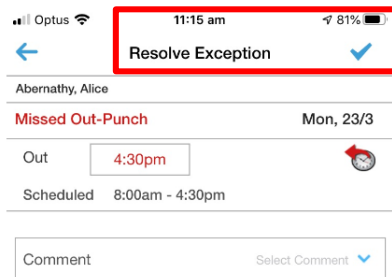 Optus 11:15 am 81%
Resolve Exception
Abernathy, Alice
Missed Out-Punch Mon, 23/3
Out 4:30pm
Scheduled 8:00am - 4:30pm
Comment Select Comment